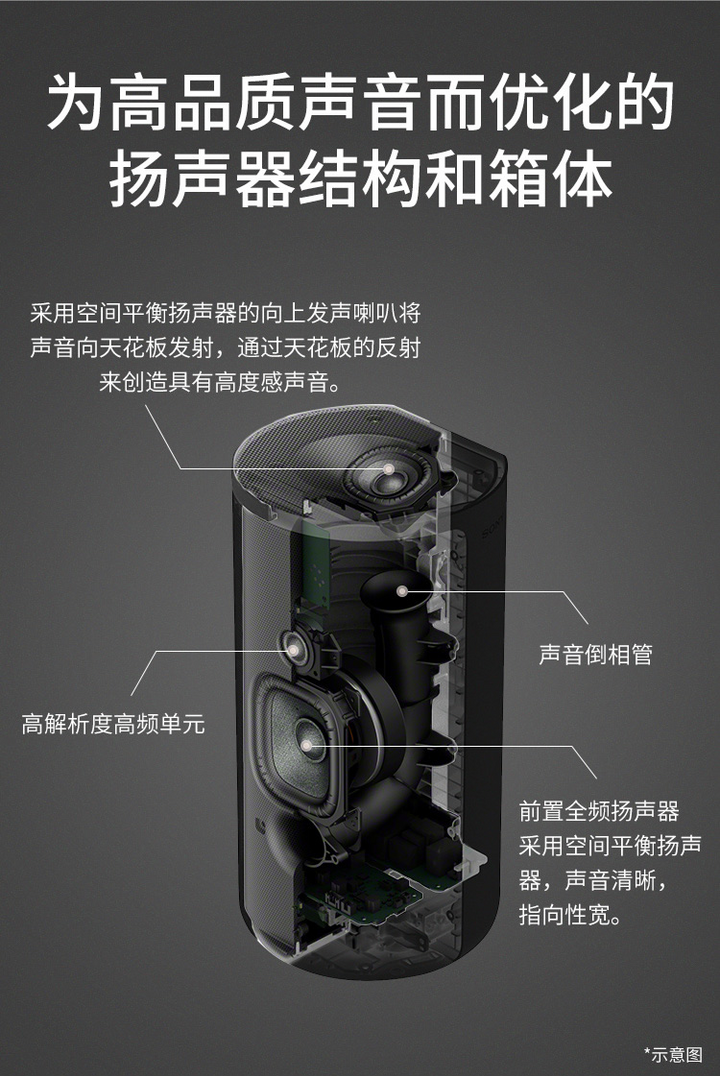 为高品质声音而优化的
扬声器结构和箱体
采用空间平衡扬声器的向上发声喇叭将
声音向天花板发射，通过天花板的反射
来创造具有高度感声音。
声音倒相管
高解析度高频单元
前置全频扬声器
采用空间平衡扬声
器，声音清晰，
指向性宽。
*示意图